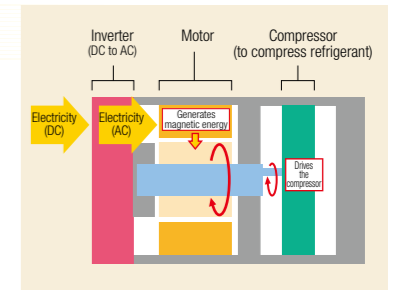 Inverter
(DC to AC)
Motor
Compressor
(to compress refrigerant)
Electricity
(DC)
Electricity
(AC)
Generates
magnetic energy
Drives
the
compressor